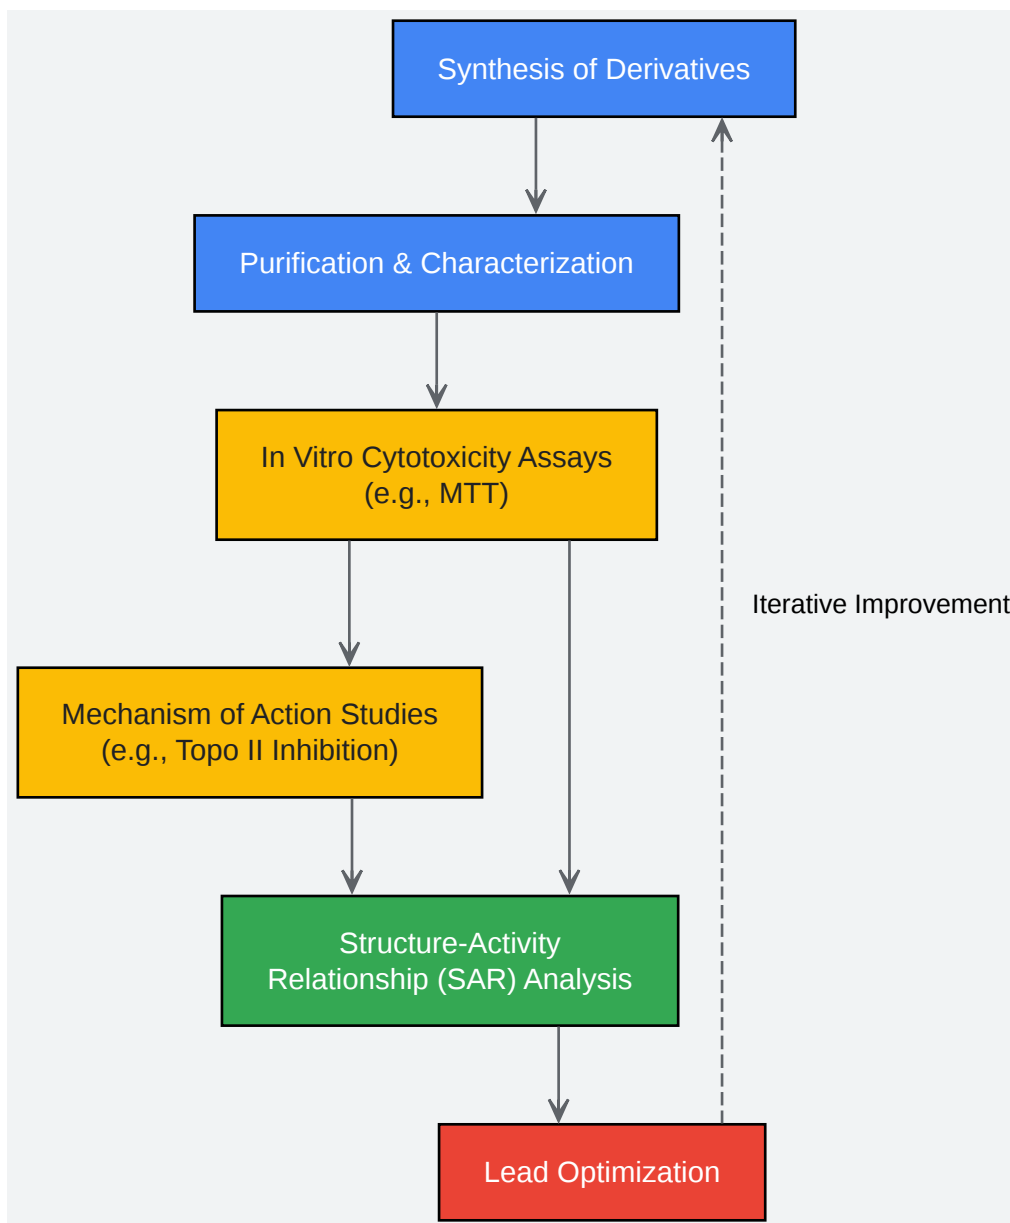 Synthesis of Derivatives
Purification & Characterization
In Vitro Cytotoxicity Assays
(e.g., MTT)
Iterative Improvement
Mechanism of Action Studies
(e.g., Topo II Inhibition)
Structure-Activity
Relationship (SAR) Analysis
Lead Optimization